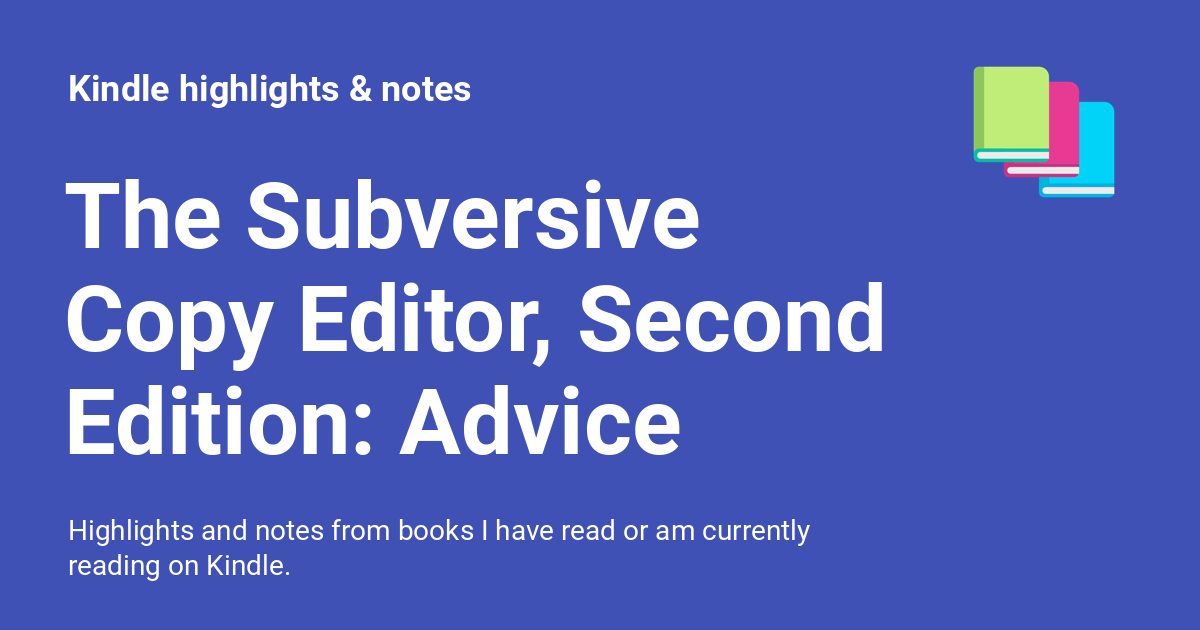 Kindle highlights & notes
The Subversive
Copy Editor, Second
Edition: Advice
Highlights and notes from books I have read or am currently
reading on Kindle.